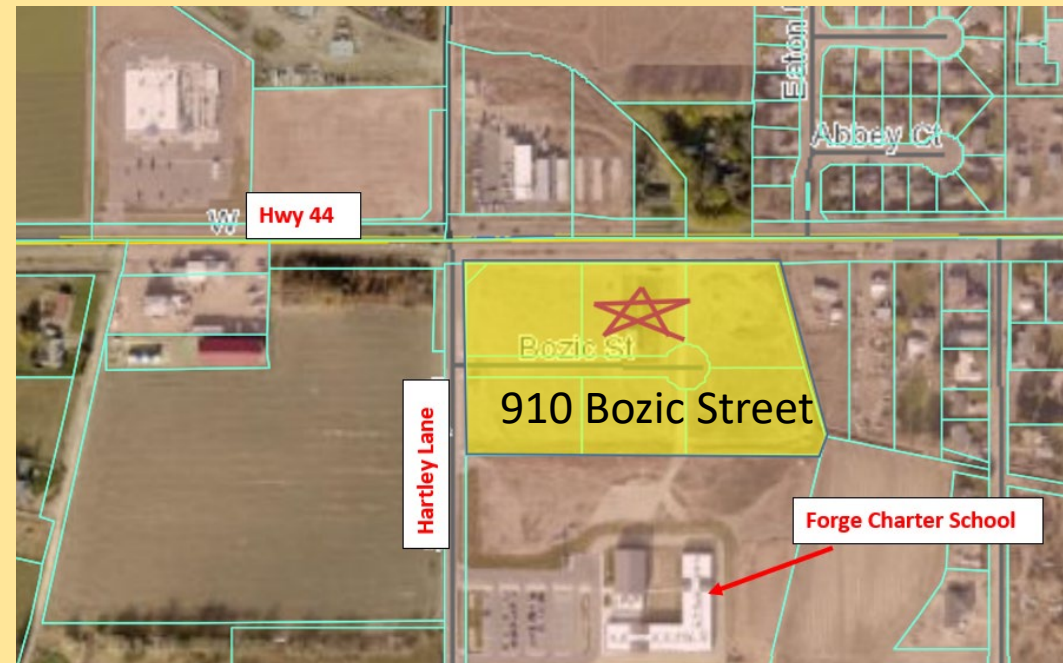 Eaton
Abbey Ct
W
Hwy 44
Bozic St
910 Bozic Street
Hartley Lane
Forge Charter School